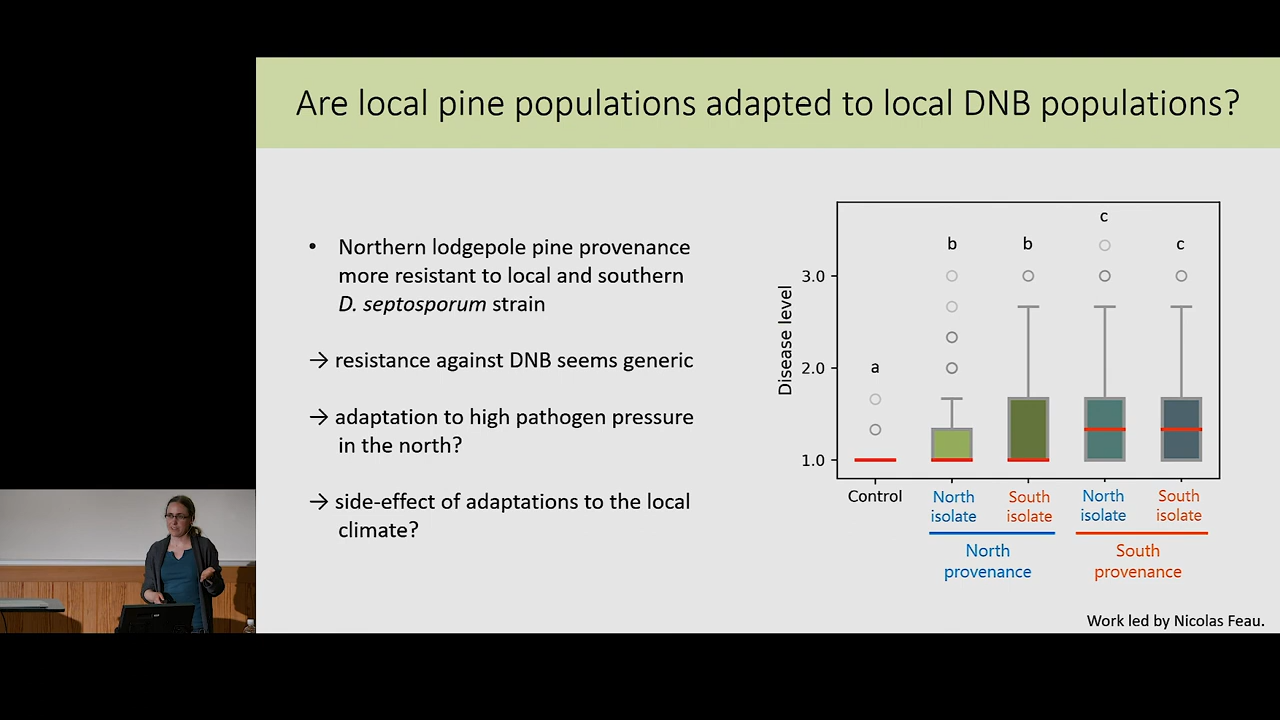 Are local pine populations adapted to local DNB populations?
• Northern lodgepole pine provenance
more resistant to local and southern
D. septosporum strain
→ resistance against DNB seems generic
→ adaptation to high pathogen pressure
in the north?
→ side-effect of adaptations to the local
climate?
Disease level
3.0
2.0
1.0
a
b
b
c
c
Control
North
isolate
South
isolate
North
isolate
South
isolate
North
provenance
South
provenance
Work led by Nicolas Feau.